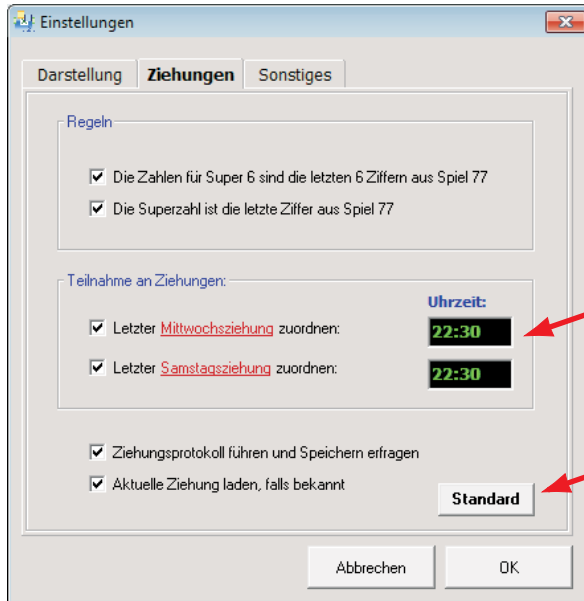 Einstellungen
Darstellung Ziehungen Sonstiges
Regeln
Die Zahlen für Super 6 sind die letzten 6 Ziffern aus Spiel 77
Die Superzahl ist die letzte Ziffer aus Spiel 77
Teilnahme an Ziehungen:
Uhrzeit:
Letzter Mittwochsziehung zuordnen: 22:30
Letzter Samstagsziehung zuordnen: 22:30
Ziehungsprotokoll führen und Speichern erfragen
Aktuelle Ziehung laden, falls bekannt
Standard
Abbrechen OK